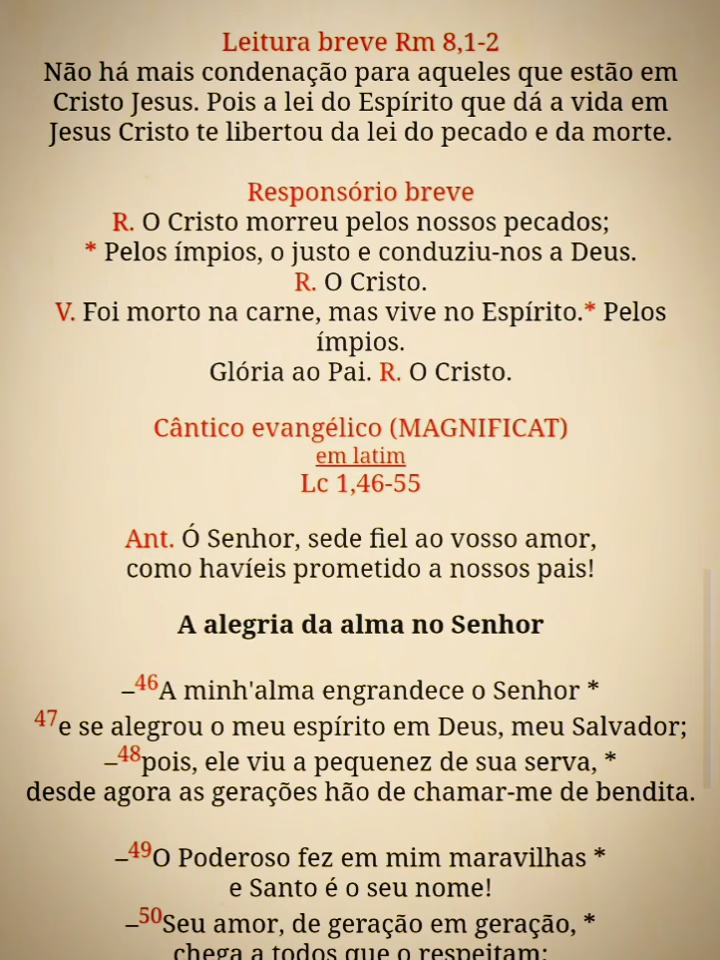 Leitura breve Rm 8,1-2
Não há mais condenação para aqueles que estão em
Cristo Jesus. Pois a lei do Espírito que dá a vida em
Jesus Cristo te libertou da lei do pecado e da morte.
Responsório breve
R. O Cristo morreu pelos nossos pecados;
* Pelos ímpios, o justo e conduziu-nos a Deus.
R. O Cristo.
V. Foi morto na carne, mas vive no Espírito.* Pelos
ímpios.
Glória ao Pai. R. O Cristo.
Cântico evangélico (MAGNIFICAT)
em latim
Lc 1,46-55
Ant. Ó Senhor, sede fiel ao vosso amor,
como havíeis prometido a nossos pais!
A alegria da alma no Senhor
–46A minh'alma engrandece o Senhor *
47e se alegrou o meu espírito em Deus, meu Salvador;
–48pois, ele viu a pequenez de sua serva, *
desde agora as gerações hão de chamar-me de bendita.
–49O Poderoso fez em mim maravilhas *
e Santo é o seu nome!
–50Seu amor, de geração em geração, *
chega a todos que o respeitam;